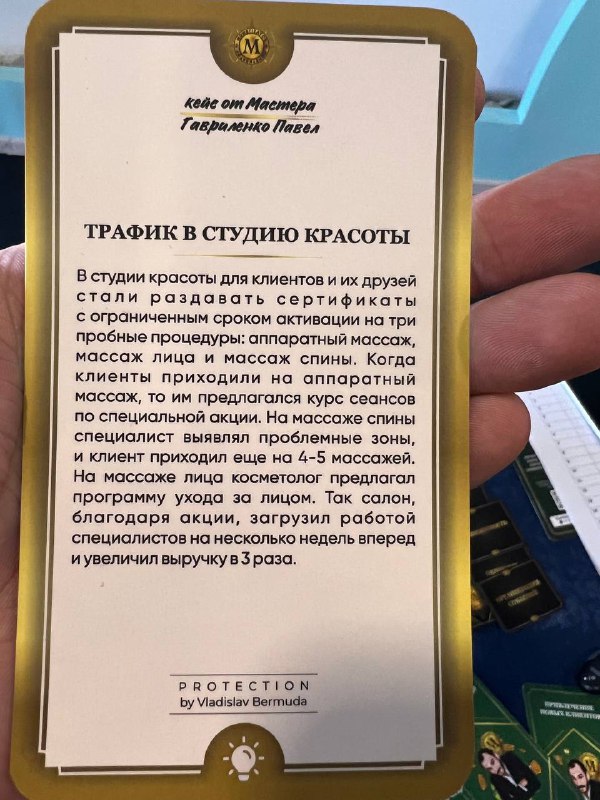 М
кейс от Мастера
Гавриленко Павел
ТРАФИК В СТУДИЮ КРАСОТЫ
В студии красоты для клиентов и их друзей
стали раздавать сертификаты
с ограниченным сроком активации на три
пробные процедуры: аппаратный массаж,
массаж лица и массаж спины. Когда
клиенты приходили на аппаратный
массаж, то им предлагался курс сеансов
по специальной акции. На массаже спины
специалист выявлял проблемные зоны,
и клиент приходил еще на 4-5 массажей.
На массаже лица косметолог предлагал
программу ухода за лицом. Так салон,
благодаря акции, загрузил работой
специалистов на несколько недель вперед
и увеличил выручку в 3 раза.
PROTECTION
by Vladislav Bermuda
ПРИВЛЕЧЕНИЕ
НОВЫХ КЛИЕНТОВ